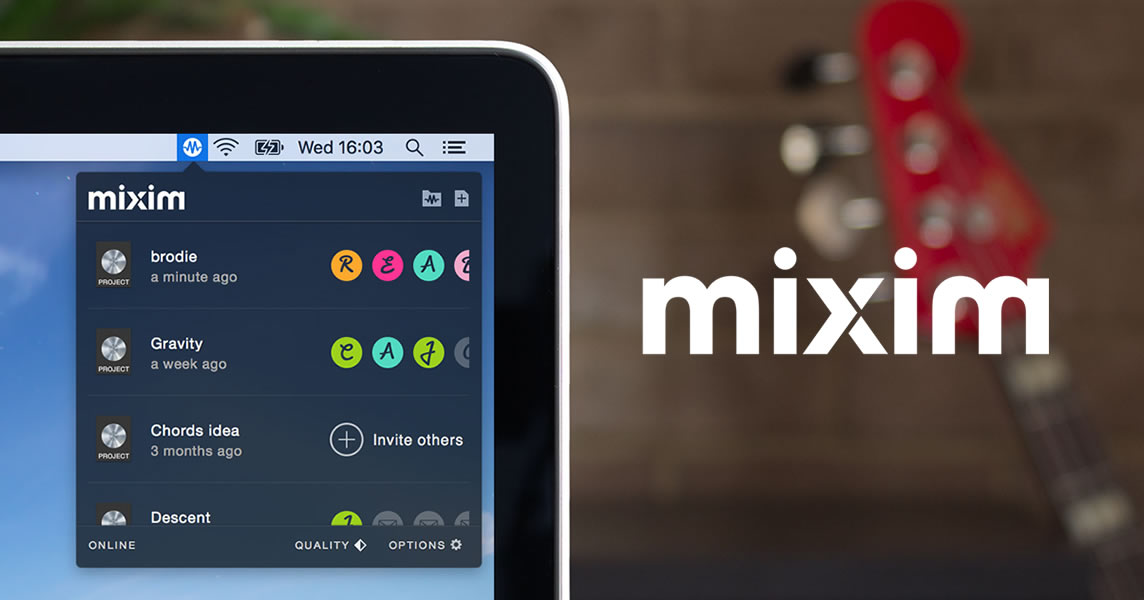 Wed 16:03
mixim
brodie
a minute ago
PROJECT
R E A
Gravity
a week ago
PROJECT
C A J
Chords idea
3 months ago
PROJECT
Invite others
Descent
J
ONLINE
QUALITY
OPTIONS
mixim